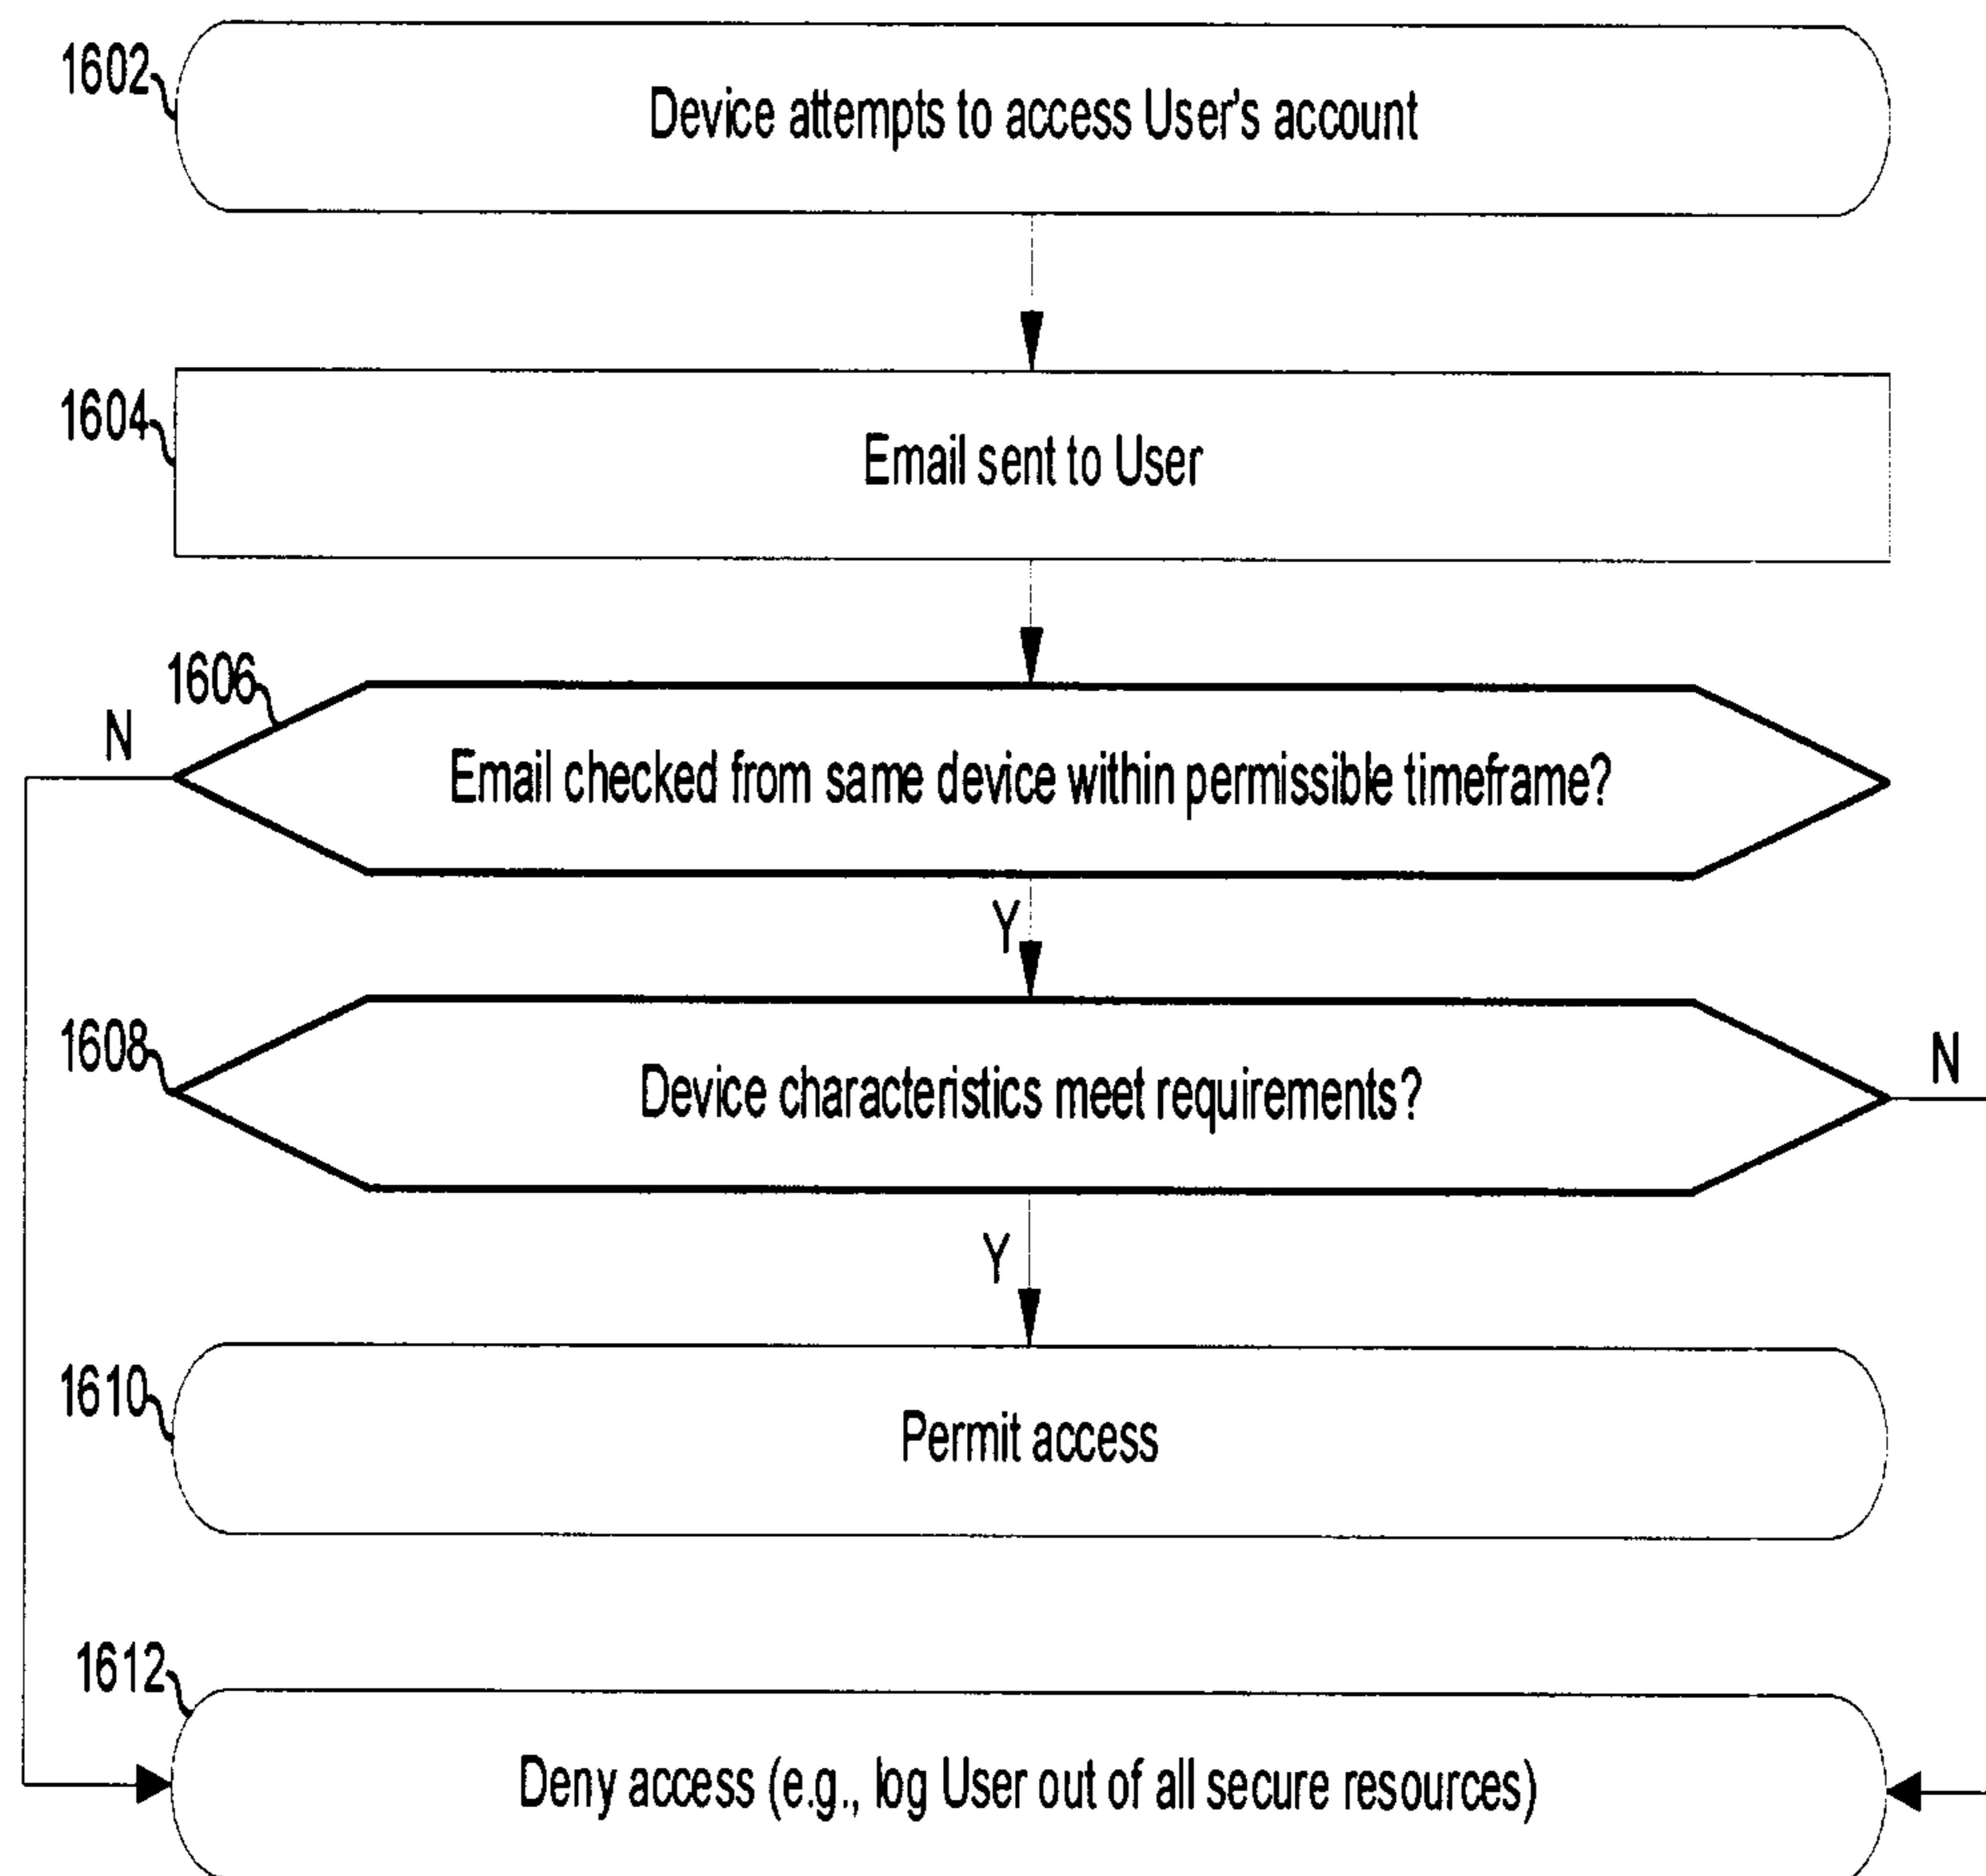 1602
Device attempts to access User's account
1604
Email sent to User
1606
N
Email checked from same device within permissible timeframe?
Y
1608
N
Device characteristics meet requirements?
Y
1610
Permit access
1612
Deny access (e.g., log User out of all secure resources)